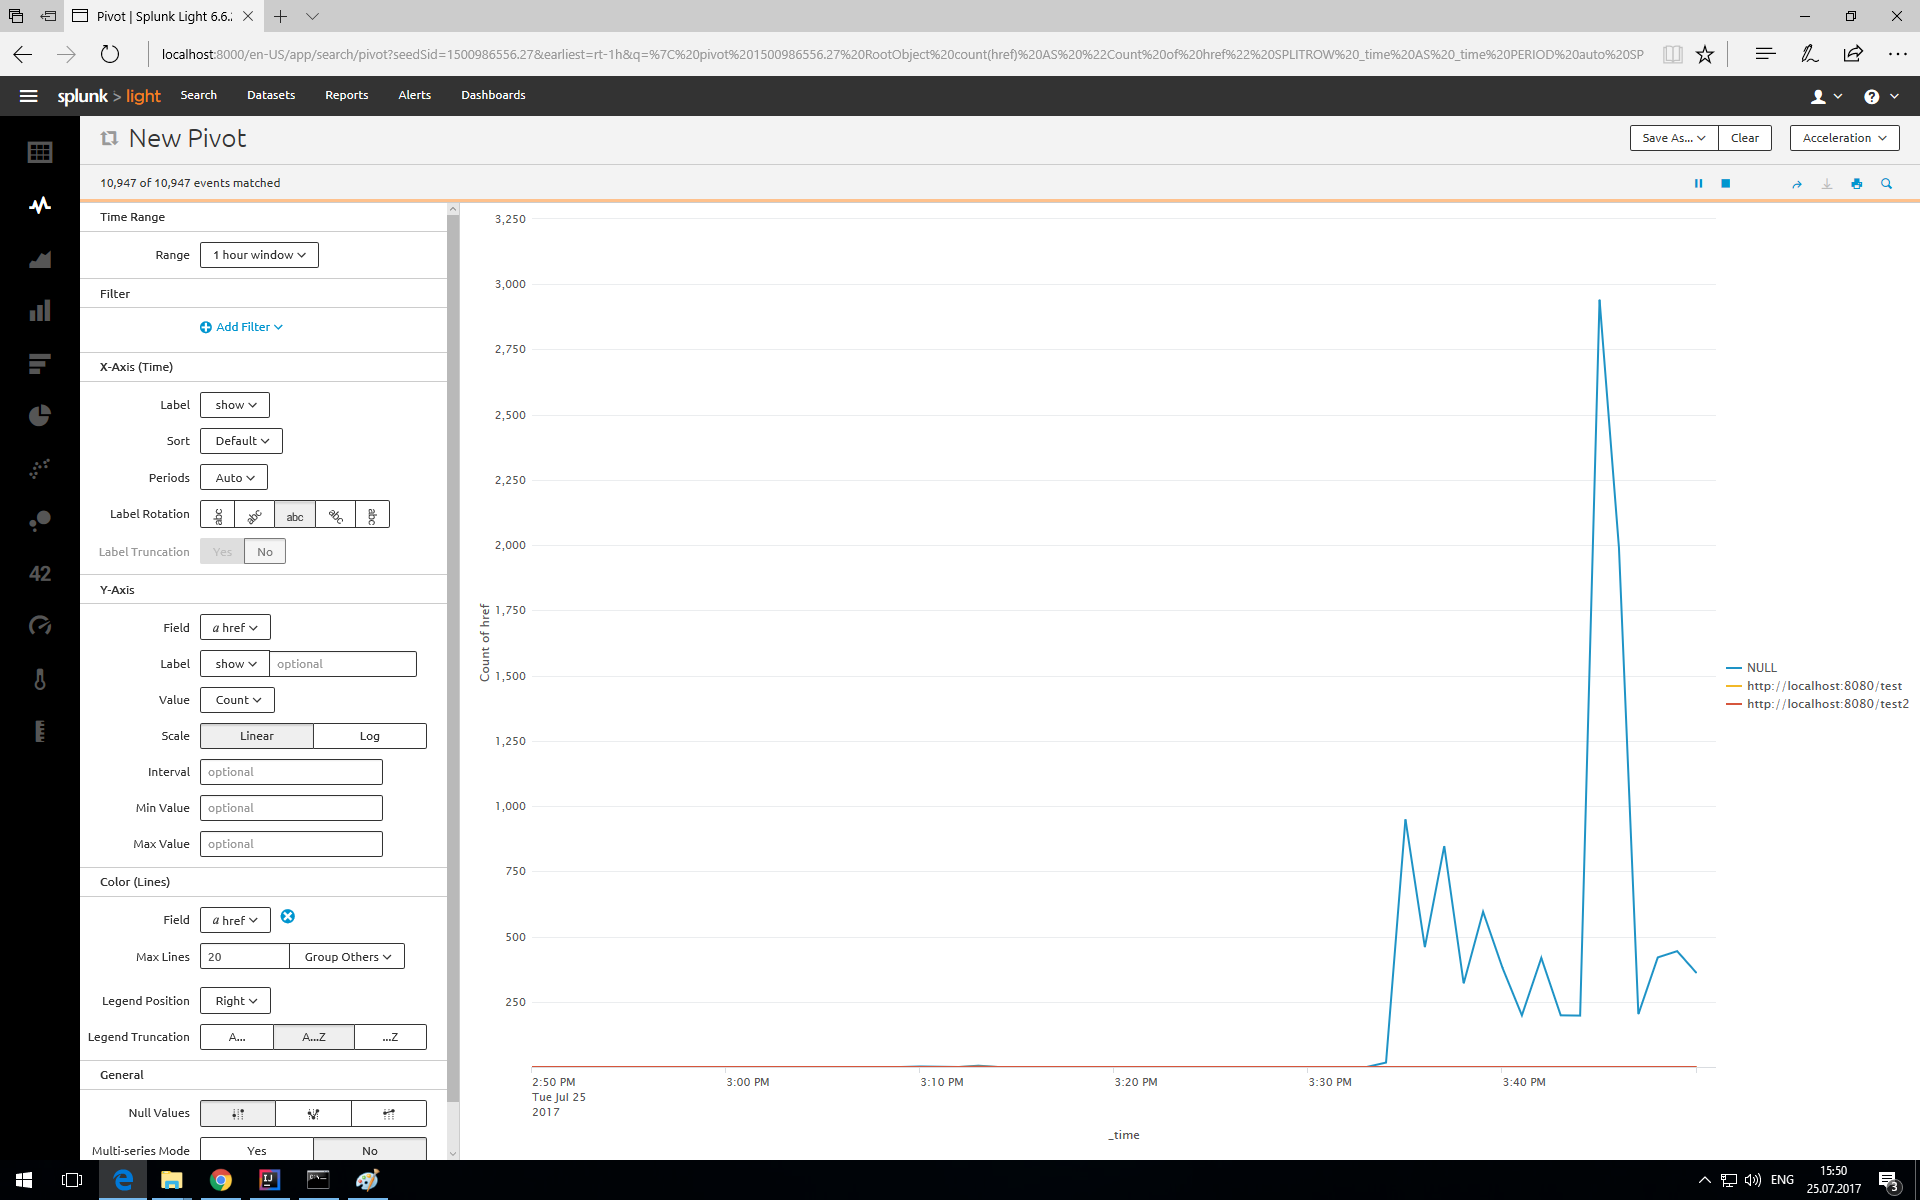 Pivot | Splunk Light 6.6.2
localhost:8000/en-US/app/search/pivot?seedSid=1500986556.27&earliest=rt-1h&q=%7C%20pivot%201500986556.27%20RootObject%20count(href)%20AS%20%22Count%20of%20href%22%20SPLITROW%20_time%20AS%20_time%20PERIOD%20auto%20SP
splunk > light Search Datasets Reports Alerts Dashboards
New Pivot
Save As... Clear Acceleration
10,947 of 10,947 events matched
Time Range
Range 1 hour window
Filter
Add Filter
X-Axis (Time)
Label show
Sort Default
Periods Auto
Label Rotation abc abc abc abc abc
Label Truncation Yes No
42
Y-Axis
Field a href
Label show optional
Value Count
Scale Linear Log
Interval optional
Min Value optional
Max Value optional
Color (Lines)
Field a href
Max Lines 20 Group Others
Legend Position Right
Legend Truncation A... A...Z ...Z
General
Null Values
Multi-series Mode Yes No
3,250
3,000
2,750
2,500
2,250
2,000
1,750
1,500
1,250
1,000
750
500
250
Count of href
2:50 PM 3:00 PM 3:10 PM 3:20 PM 3:30 PM 3:40 PM
Tue Jul 25
2017
_time
NULL
http://localhost:8080/test
http://localhost:8080/test2
IJ
ENG
15:50
25.07.2017
3